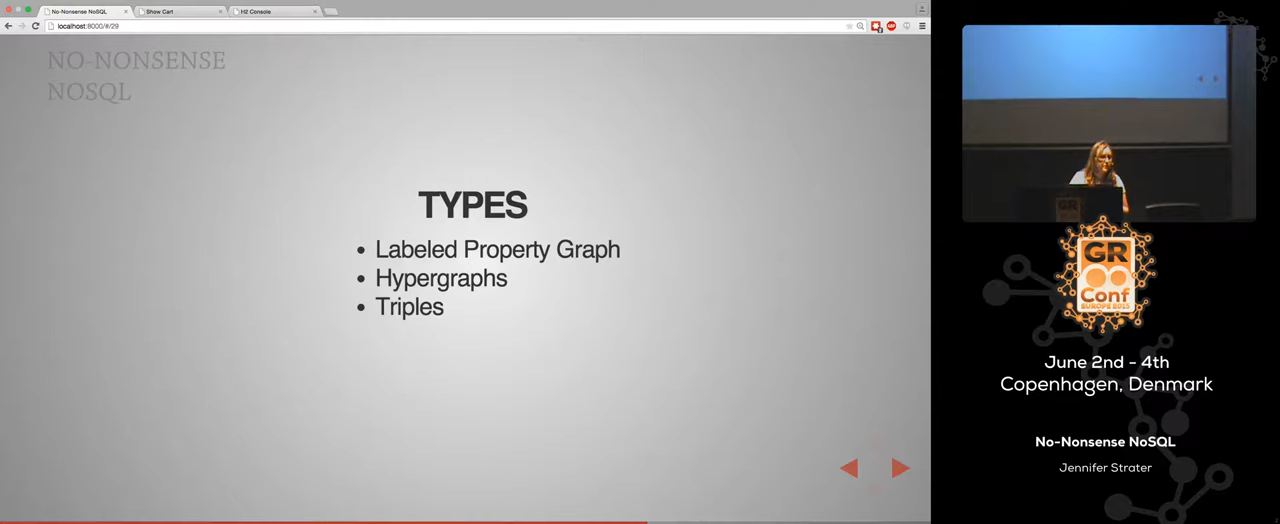 No-Nonsense NoSQL
Show Cart
H2 Console
localhost:8000/#/29
NO-NONSENSE
NOSQL
TYPES
• Labeled Property Graph
• Hypergraphs
• Triples
GR
Conf
EUROPE 2015
June 2nd - 4th
Copenhagen, Denmark
No-Nonsense NoSQL
Jennifer Strater